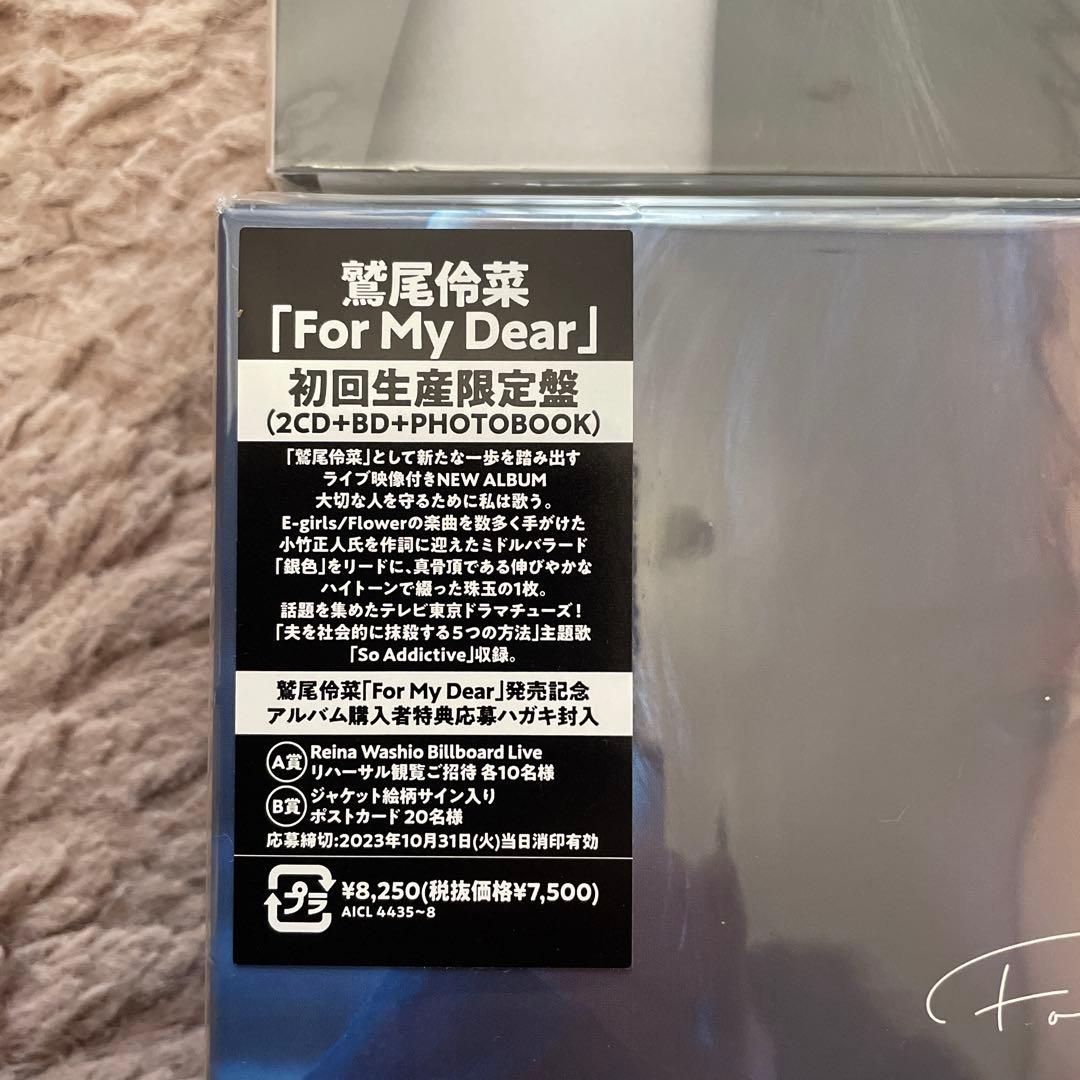 鷲尾伶菜
「For My Dear」
初回生産限定盤
(2CD+BD+PHOTOBOOK)
「鷲尾伶菜」として新たな一歩を踏み出す
ライブ映像付きNEW ALBUM
大切な人を守るために私は歌う。
E-girls/Flowerの楽曲を数多く手がけた
小竹正人氏を作詞に迎えたミドルバラード
「銀色」をリードに、真骨頂である伸びやかな
ハイトーンで綴った珠玉の1枚。
話題を集めたテレビ東京ドラマチューズ!
「夫を社会的に抹殺する5つの方法」主題歌
「So Addictive」収録。
鷲尾伶菜「For My Dear」発売記念
アルバム購入者特典応募ハガキ封入
A賞 Reina Washio Billboard Live
リハーサル観覧ご招待 各10名様
B賞 ジャケット絵柄サイン入り
ポストカード 20名様
応募締切:2023年10月31日(火)当日消印有効
プラ ¥8,250(税抜価格¥7,500)
AICL 4435~8
Fo